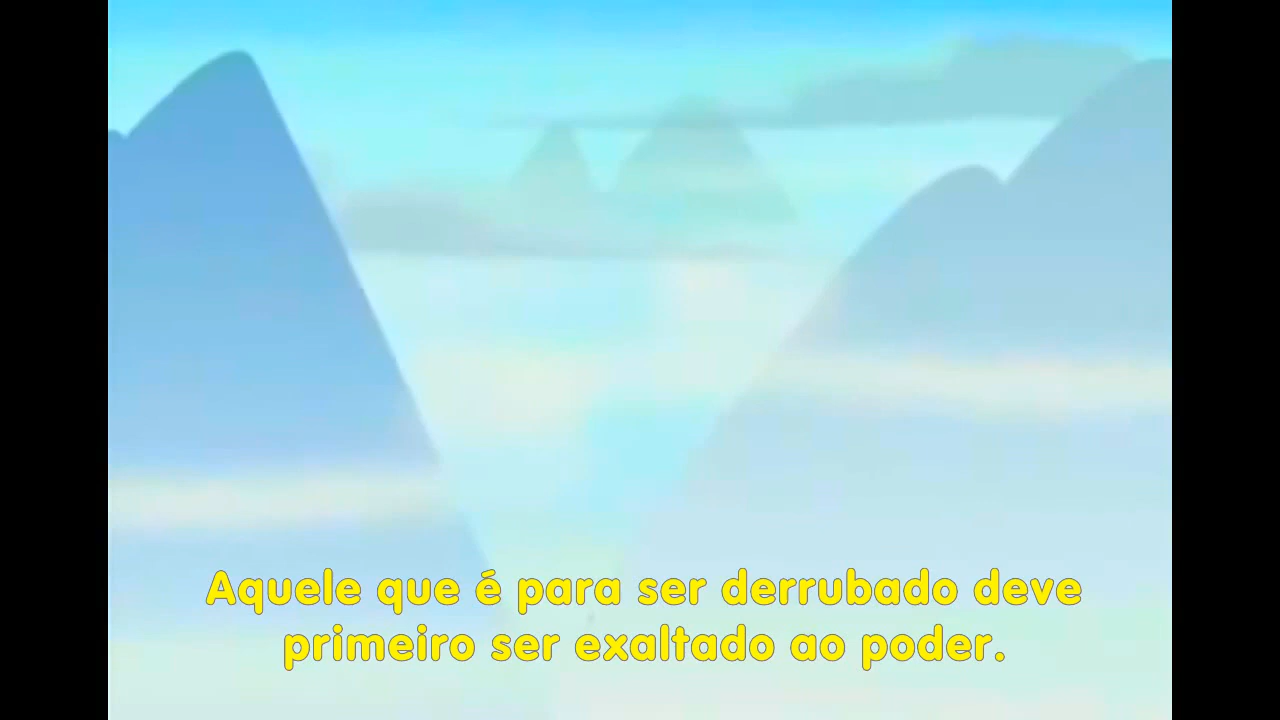 Aquele que é para ser derrubado deve
primeiro ser exaltado ao poder.